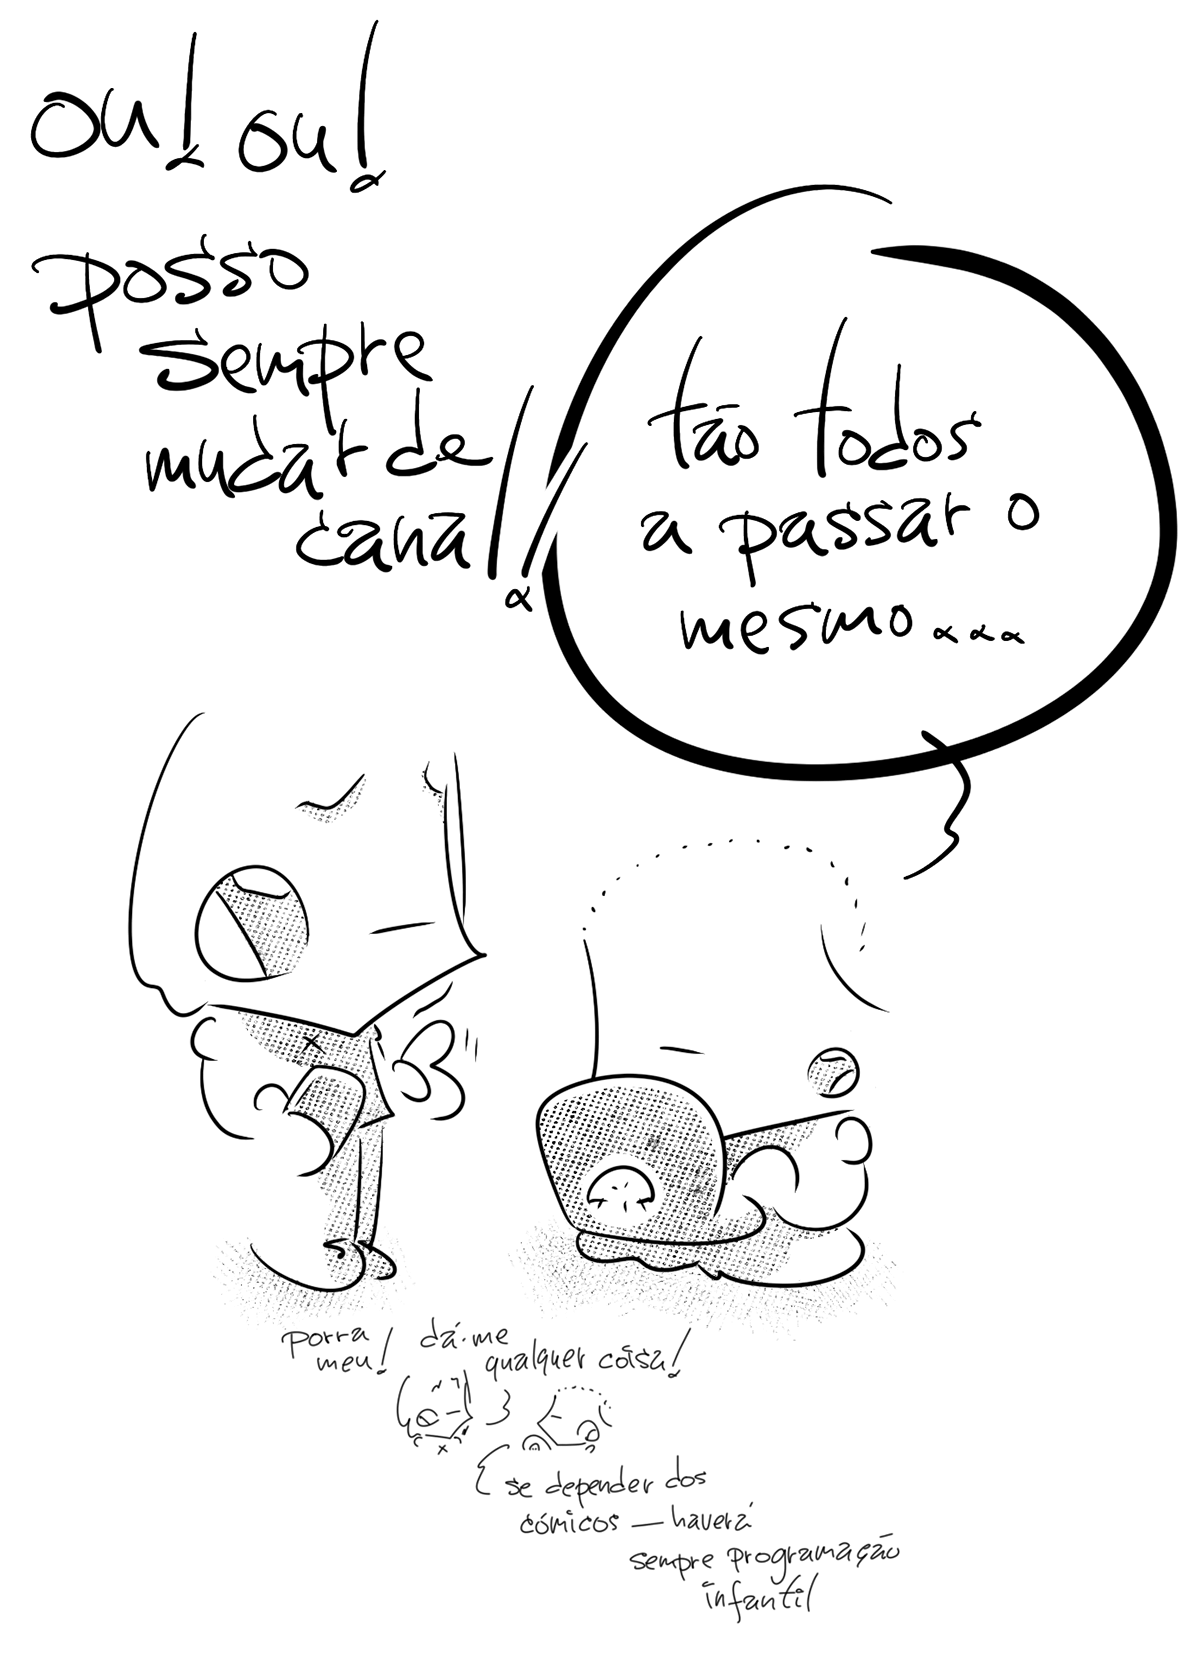 ou! ou!
posso
sempre
mudar de
canal!!
tão todos
a passar o
mesmo...
porra
meu!
dá-me
qualquer coisa!
se depender dos
cómicos — haverá
sempre programação
infantil